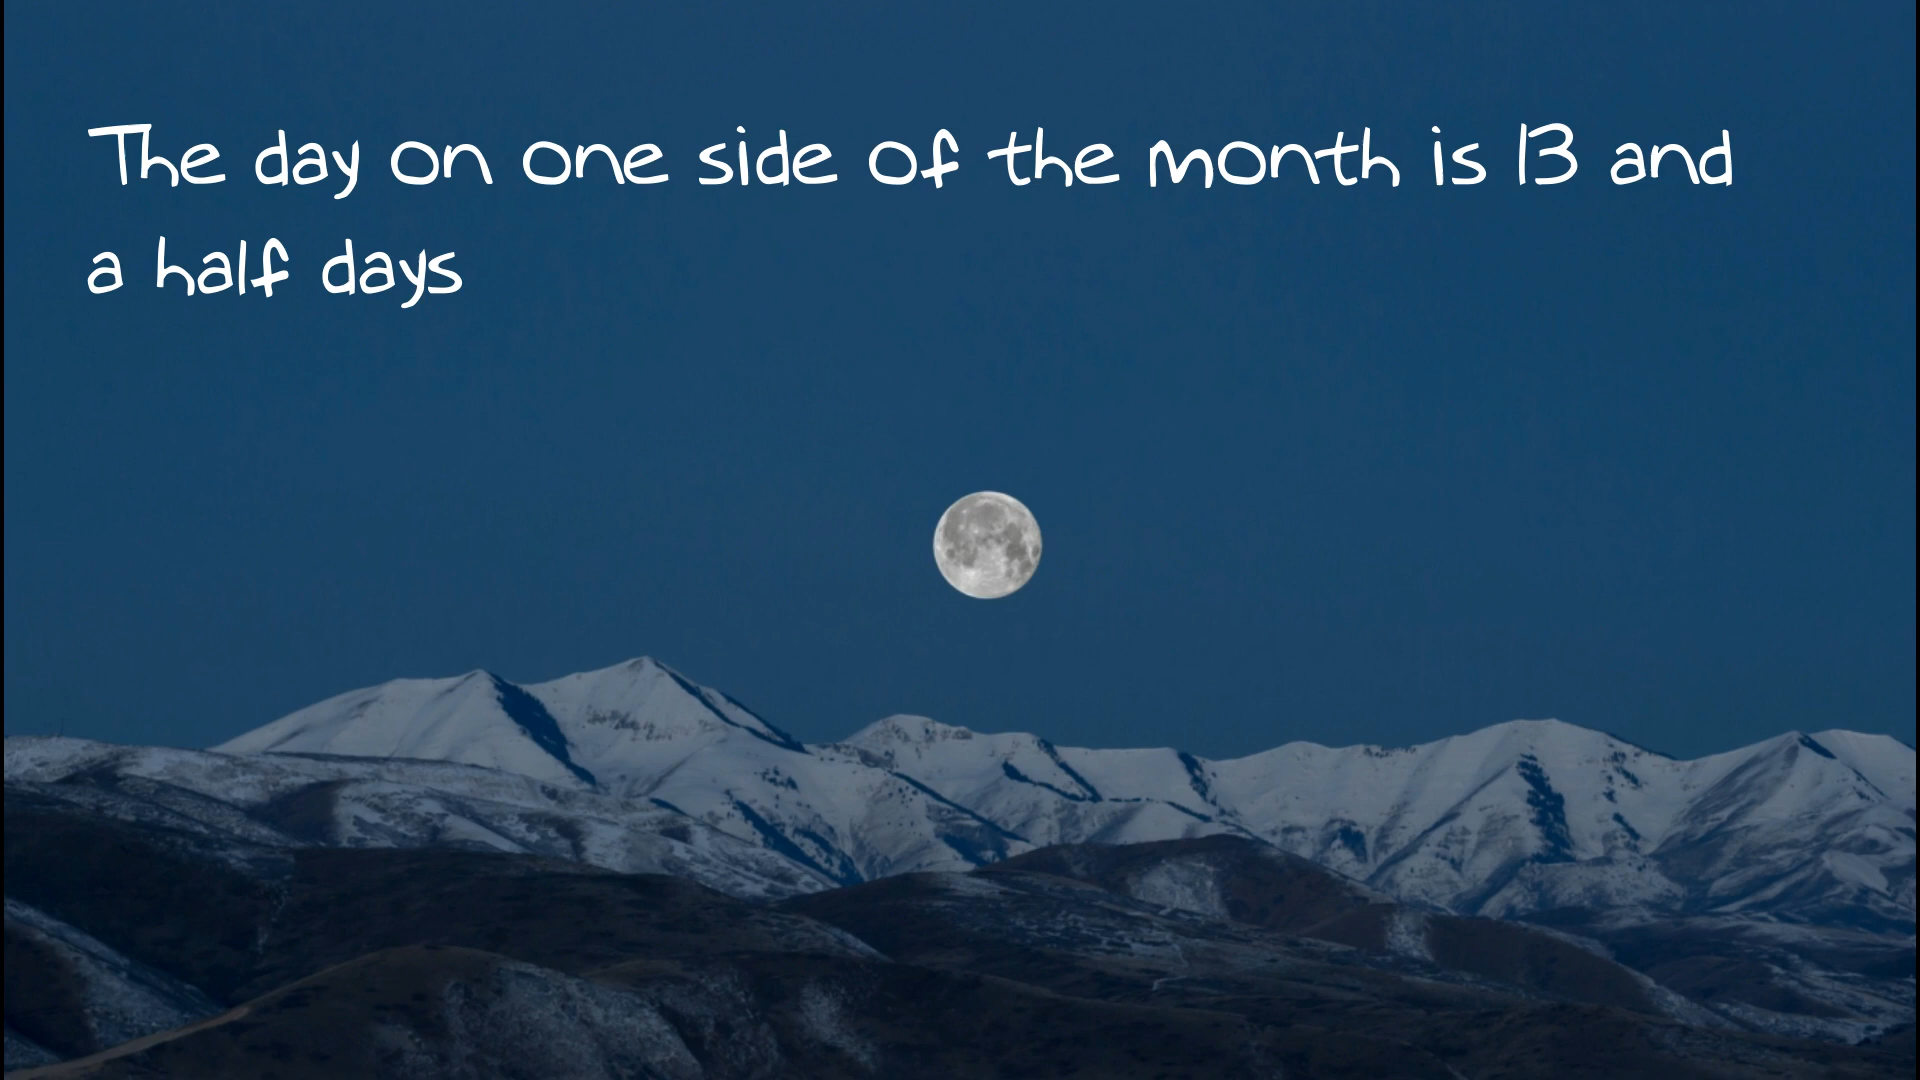 The day on one side of the month is 13 and
a half days